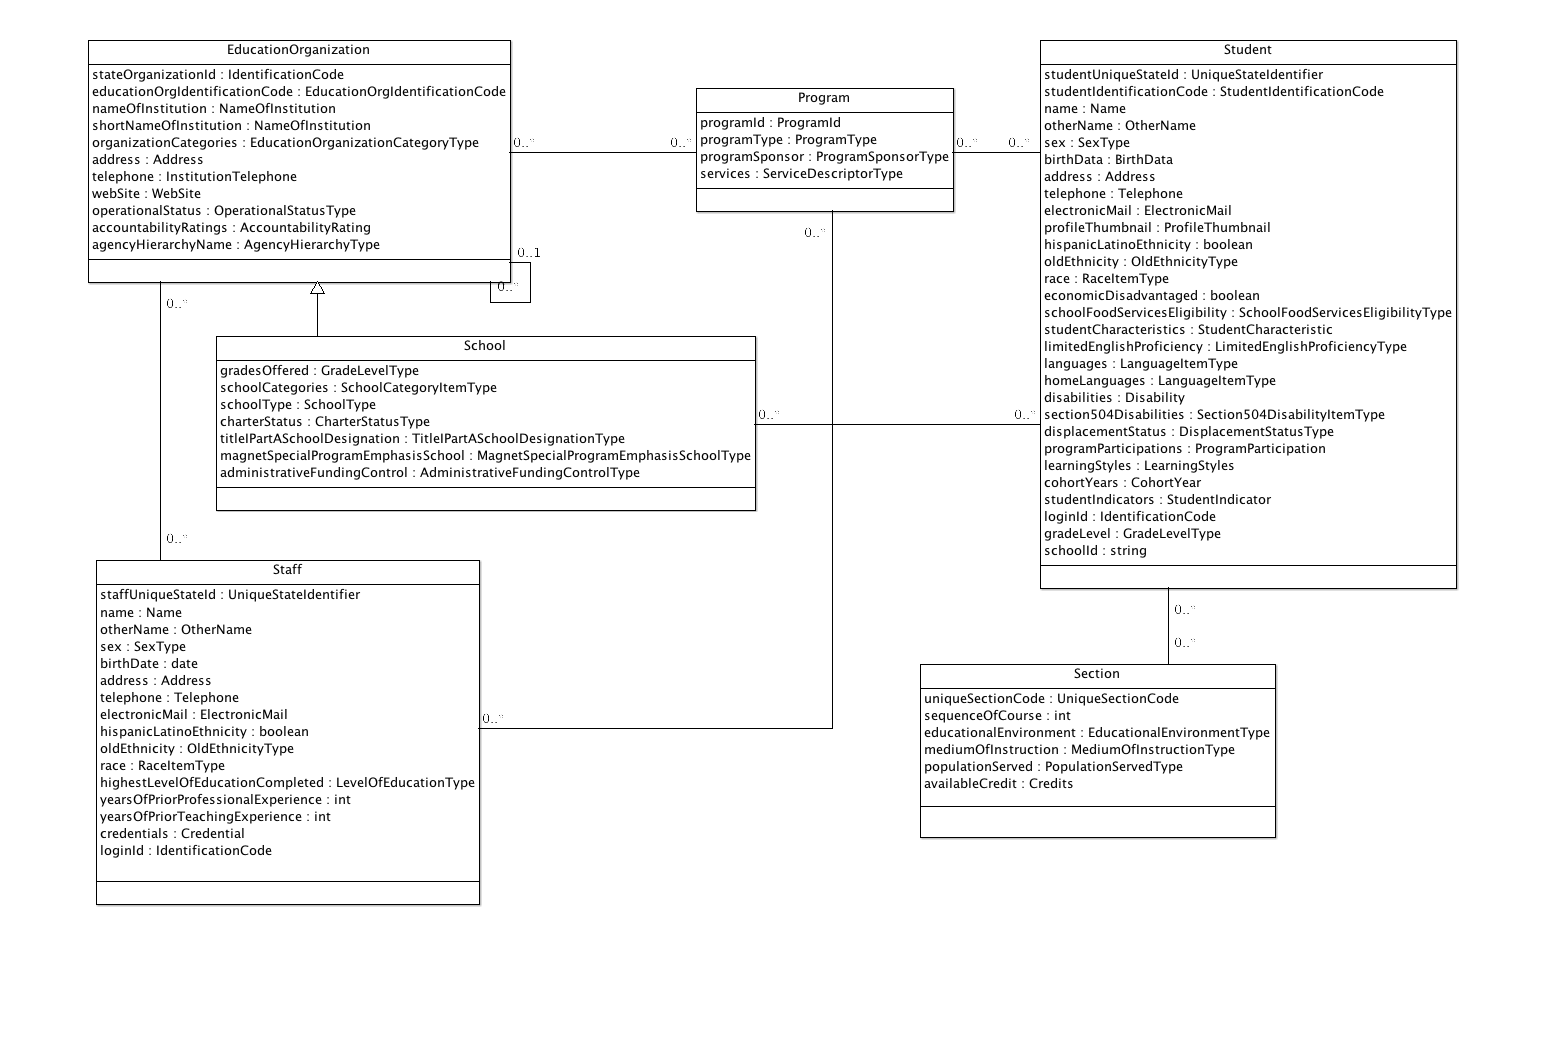 EducationOrganization
stateOrganizationId : IdentificationCode
educationOrgIdentificationCode : EducationOrgIdentificationCode
nameOfInstitution : NameOfInstitution
shortNameOfInstitution : NameOfInstitution
organizationCategories : EducationOrganizationCategoryType
address : Address
telephone : InstitutionTelephone
webSite : WebSite
operationalStatus : OperationalStatusType
accountabilityRatings : AccountabilityRating
agencyHierarchyName : AgencyHierarchyType
0..*
0..*
0..1
0..*
0..*
Program
programId : ProgramId
programType : ProgramType
programSponsor : ProgramSponsorType
services : ServiceDescriptorType
0..*
0..*
0..*
Student
studentUniqueStateId : UniqueStateIdentifier
studentIdentificationCode : StudentIdentificationCode
name : Name
otherName : OtherName
sex : SexType
birthData : BirthData
address : Address
telephone : Telephone
electronicMail : ElectronicMail
profileThumbnail : ProfileThumbnail
hispanicLatinoEthnicity : boolean
oldEthnicity : OldEthnicityType
race : RaceItemType
economicDisadvantaged : boolean
schoolFoodServicesEligibility : SchoolFoodServicesEligibilityType
studentCharacteristics : StudentCharacteristic
limitedEnglishProficiency : LimitedEnglishProficiencyType
languages : LanguageItemType
homeLanguages : LanguageItemType
disabilities : Disability
section504Disabilities : Section504DisabilityItemType
displacementStatus : DisplacementStatusType
programParticipations : ProgramParticipation
learningStyles : LearningStyles
cohortYears : CohortYear
studentIndicators : StudentIndicator
loginId : IdentificationCode
gradeLevel : GradeLevelType
schoolId : string
School
gradesOffered : GradeLevelType
schoolCategories : SchoolCategoryItemType
schoolType : SchoolType
charterStatus : CharterStatusType
titleIPartASchoolDesignation : TitleIPartASchoolDesignationType
magnetSpecialProgramEmphasisSchool : MagnetSpecialProgramEmphasisSchoolType
administrativeFundingControl : AdministrativeFundingControlType
0..*
0..*
0..*
Staff
staffUniqueStateId : UniqueStateIdentifier
name : Name
otherName : OtherName
sex : SexType
birthDate : date
address : Address
telephone : Telephone
electronicMail : ElectronicMail
hispanicLatinoEthnicity : boolean
oldEthnicity : OldEthnicityType
race : RaceItemType
highestLevelOfEducationCompleted : LevelOfEducationType
yearsOfPriorProfessionalExperience : int
yearsOfPriorTeachingExperience : int
credentials : Credential
loginId : IdentificationCode
0..*
0..*
0..*
Section
uniqueSectionCode : UniqueSectionCode
sequenceOfCourse : int
educationalEnvironment : EducationalEnvironmentType
mediumOfInstruction : MediumOfInstructionType
populationServed : PopulationServedType
availableCredit : Credits